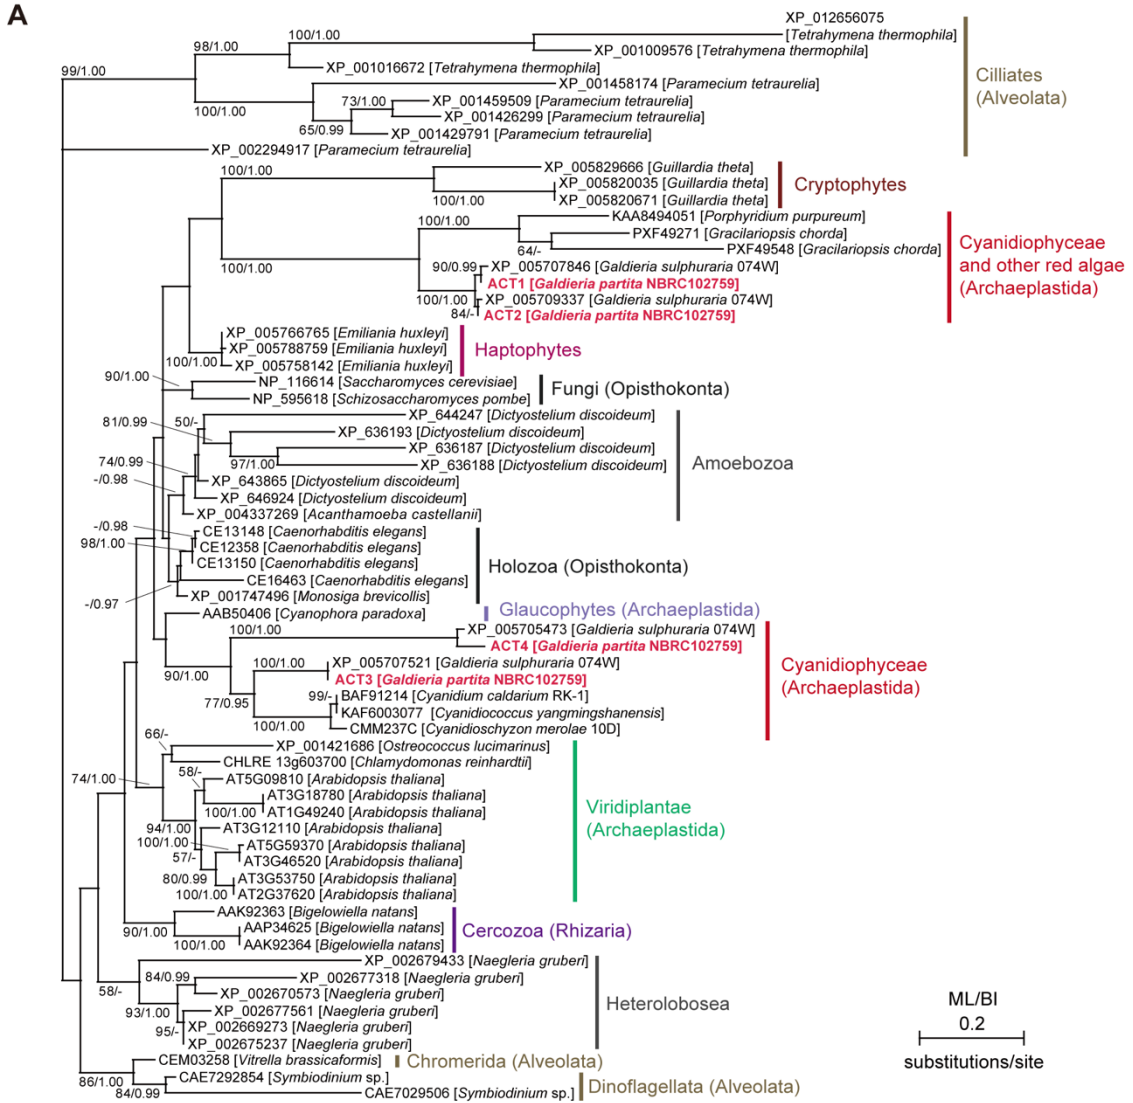 A
XP_012656075
[Tetrahymena thermophila]
100/1.00
98/1.00
XP_001009576 [Tetrahymena thermophila]
99/1.00
XP_001016672 [Tetrahymena thermophila]
Cilliates
(Alveolata)
XP_001458174 [Paramecium tetraurelia]
73/1.00
XP_001459509 [Paramecium tetraurelia]
100/1.00
XP_001426299 [Paramecium tetraurelia]
65/0.99
XP_001429791 [Paramecium tetraurelia]
XP_002294917 [Paramecium tetraurelia]
100/1.00
XP_005829666 [Guillardia theta]
XP_005820035 [Guillardia theta]
Cryptophytes
100/1.00
XP_005820671 [Guillardia theta]
100/1.00
KAA8494051 [Porphyridium purpureum]
PXF49271 [Gracilariopsis chorda]
64/-
PXF49548 [Gracilariopsis chorda]
Cyanidiophyceae
and other red algae
(Archaeplastida)
100/1.00
90/0.99
XP_005707846 [Galdieria sulphuraria 074W]
ACT1 [Galdieria partita NBRC102759]
100/1.00
XP_005709337 [Galdieria sulphuraria 074W]
84/-
ACT2 [Galdieria partita NBRC102759]
XP_005766765 [Emiliania huxleyi]
XP_005788759 [Emiliania huxleyi]
Haptophytes
100/1.00
XP_005758142 [Emiliania huxleyi]
90/1.00
NP_116614 [Saccharomyces cerevisiae]
Fungi (Opisthokonta)
NP_595618 [Schizosaccharomyces pombe]
81/0.99
50/-
XP_644247 [Dictyostelium discoideum]
XP_636193 [Dictyostelium discoideum]
XP_636187 [Dictyostelium discoideum]
74/0.99
97/1.00
XP_636188 [Dictyostelium discoideum]
Amoebozoa
-/0.98
XP_643865 [Dictyostelium discoideum]
XP_646924 [Dictyostelium discoideum]
XP_004337269 [Acanthamoeba castellanii]
-/0.98
CE13148 [Caenorhabditis elegans]
98/1.00
CE12358 [Caenorhabditis elegans]
CE13150 [Caenorhabditis elegans]
Holozoa (Opisthokonta)
CE16463 [Caenorhabditis elegans]
-/0.97
XP_001747496 [Monosiga brevicollis]
AAB50406 [Cyanophora paradoxa]
Glaucophytes (Archaeplastida)
100/1.00
XP_005705473 [Galdieria sulphuraria 074W]
ACT4 [Galdieria partita NBRC102759]
90/1.00
100/1.00
XP_005707521 [Galdieria sulphuraria 074W]
Cyanidiophyceae
(Archaeplastida)
ACT3 [Galdieria partita NBRC102759]
77/0.95
99/-
BAF91214 [Cyanidium caldarium RK-1]
KAF6003077 [Cyanidiococcus yangmingshanensis]
100/1.00
CMM237C [Cyanidioschyzon merolae 10D]
66/-
XP_001421686 [Ostreococcus lucimarinus]
CHLRE 13g603700 [Chlamydomonas reinhardtii]
74/1.00
58/-
AT5G09810 [Arabidopsis thaliana]
AT3G18780 [Arabidopsis thaliana]
100/1.00
AT1G49240 [Arabidopsis thaliana]
Viridiplantae
(Archaeplastida)
94/1.00
AT3G12110 [Arabidopsis thaliana]
100/1.00
AT5G59370 [Arabidopsis thaliana]
57/-
AT3G46520 [Arabidopsis thaliana]
80/0.99
AT3G53750 [Arabidopsis thaliana]
100/1.00
AT2G37620 [Arabidopsis thaliana]
AAK92363 [Bigelowiella natans]
90/1.00
AAP34625 [Bigelowiella natans]
Cercozoa (Rhizaria)
100/1.00
AAK92364 [Bigelowiella natans]
XP_002679433 [Naegleria gruberi]
84/0.99
XP_002677318 [Naegleria gruberi]
58/-
XP_002670573 [Naegleria gruberi]
Heterolobosea
93/1.00
XP_002677561 [Naegleria gruberi]
95/-
XP_002669273 [Naegleria gruberi]
XP_002675237 [Naegleria gruberi]
ML/BI
0.2
substitutions/site
CEM03258 [Vitrella brassicaformis]
Chromerida (Alveolata)
86/1.00
CAE7292854 [Symbiodinium sp.]
84/0.99
CAE7029506 [Symbiodinium sp.]
Dinoflagellata (Alveolata)